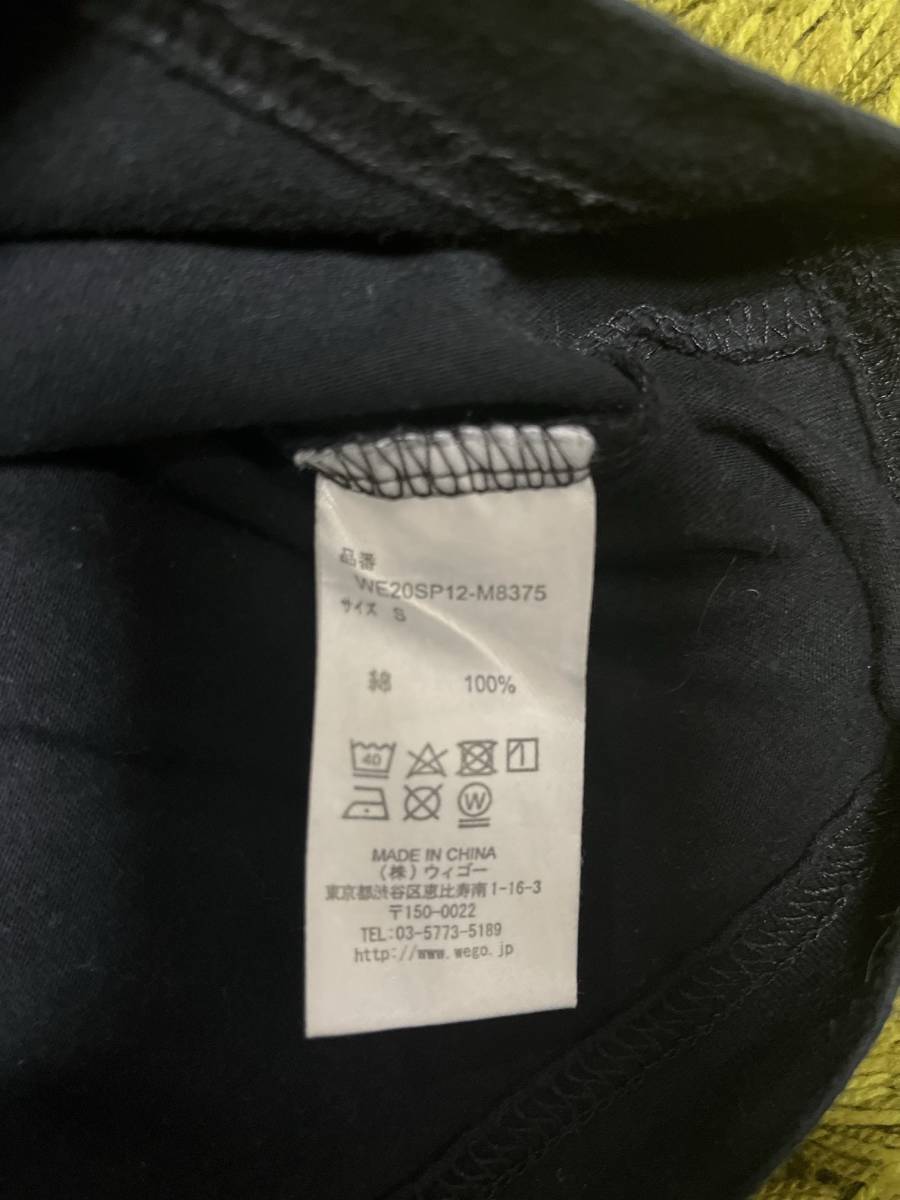 品番
WE20SP12-M8375
サイズ S
綿 100%
40
W
MADE IN CHINA
(株)ウィゴー
東京都渋谷区恵比寿南1-16-3
〒150-0022
TEL:03-5773-5189
http://www.wego.jp